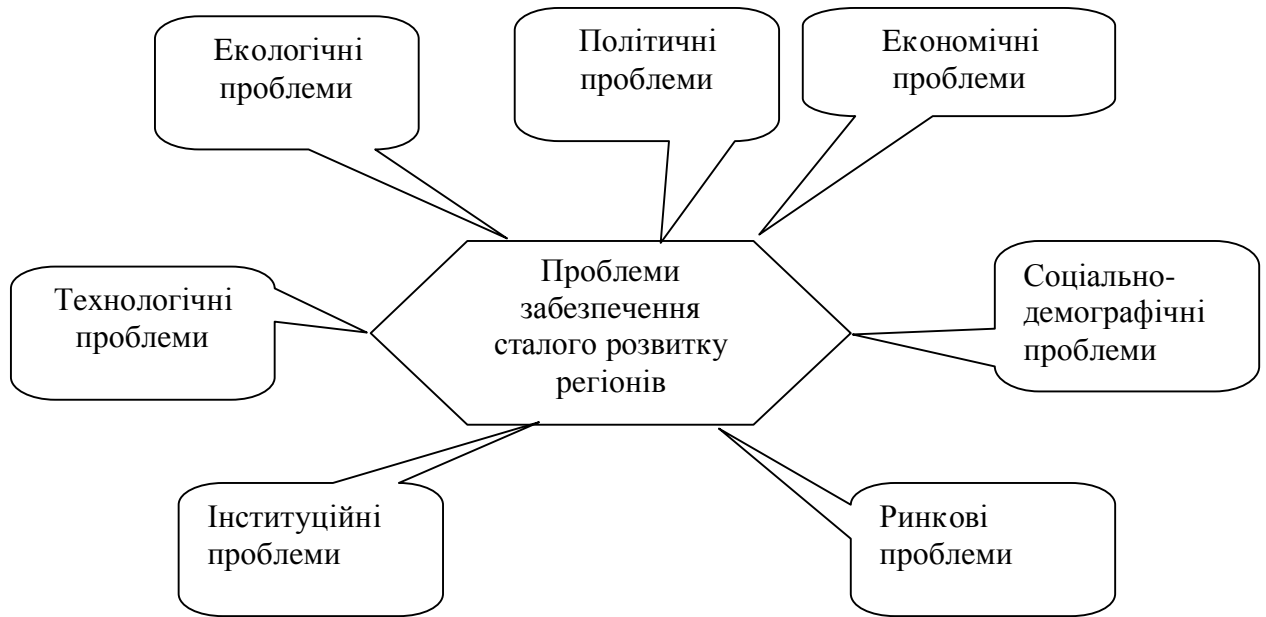 Екологічні
проблеми
Політичні
проблеми
Економічні
проблеми
Технологічні
проблеми
Проблеми
забезпечення
сталого розвитку
регіонів
Соціально-
демографічні
проблеми
Інституційні
проблеми
Ринкові
проблеми